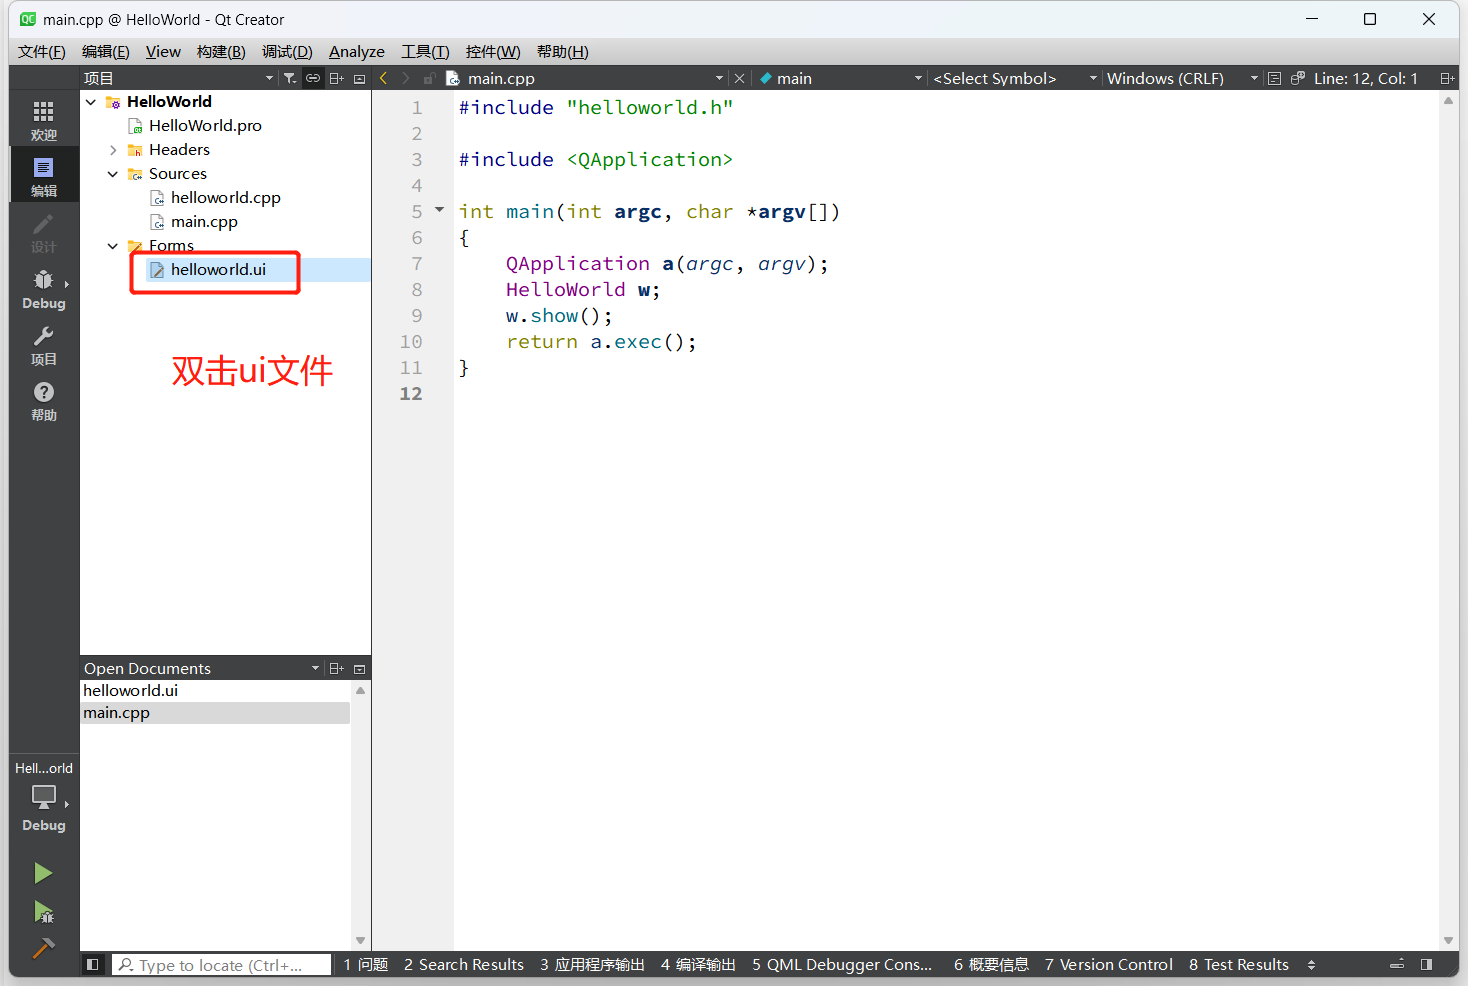 main.cpp @ HelloWorld - Qt Creator
文件(F) 编辑(E) View 构建(B) 调试(D) Analyze 工具(T) 控件(W) 帮助(H)
项目
main.cpp
main
<Select Symbol>
Windows (CRLF)
Line: 12, Col: 1
欢迎
编辑
设计
Debug
项目
帮助
HelloWorld
HelloWorld.pro
Headers
Sources
helloworld.cpp
main.cpp
Forms
helloworld.ui
双击ui文件
1 #include "helloworld.h"
2
3 #include <QApplication>
4
5 int main(int argc, char *argv[])
6 {
7 QApplication a(argc, argv);
8 HelloWorld w;
9 w.show();
10 return a.exec();
11 }
12
Open Documents
helloworld.ui
main.cpp
Hell...orld
Debug
Type to locate (Ctrl+...
1 问题 2 Search Results 3 应用程序输出 4 编译输出 5 QML Debugger Cons... 6 概要信息 7 Version Control 8 Test Results